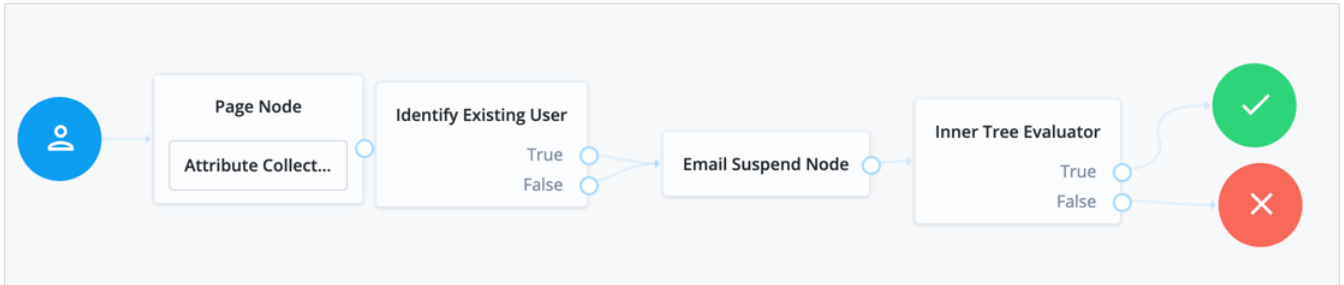 Page Node
Attribute Collect...
Identify Existing User
True
False
Email Suspend Node
Inner Tree Evaluator
True
False